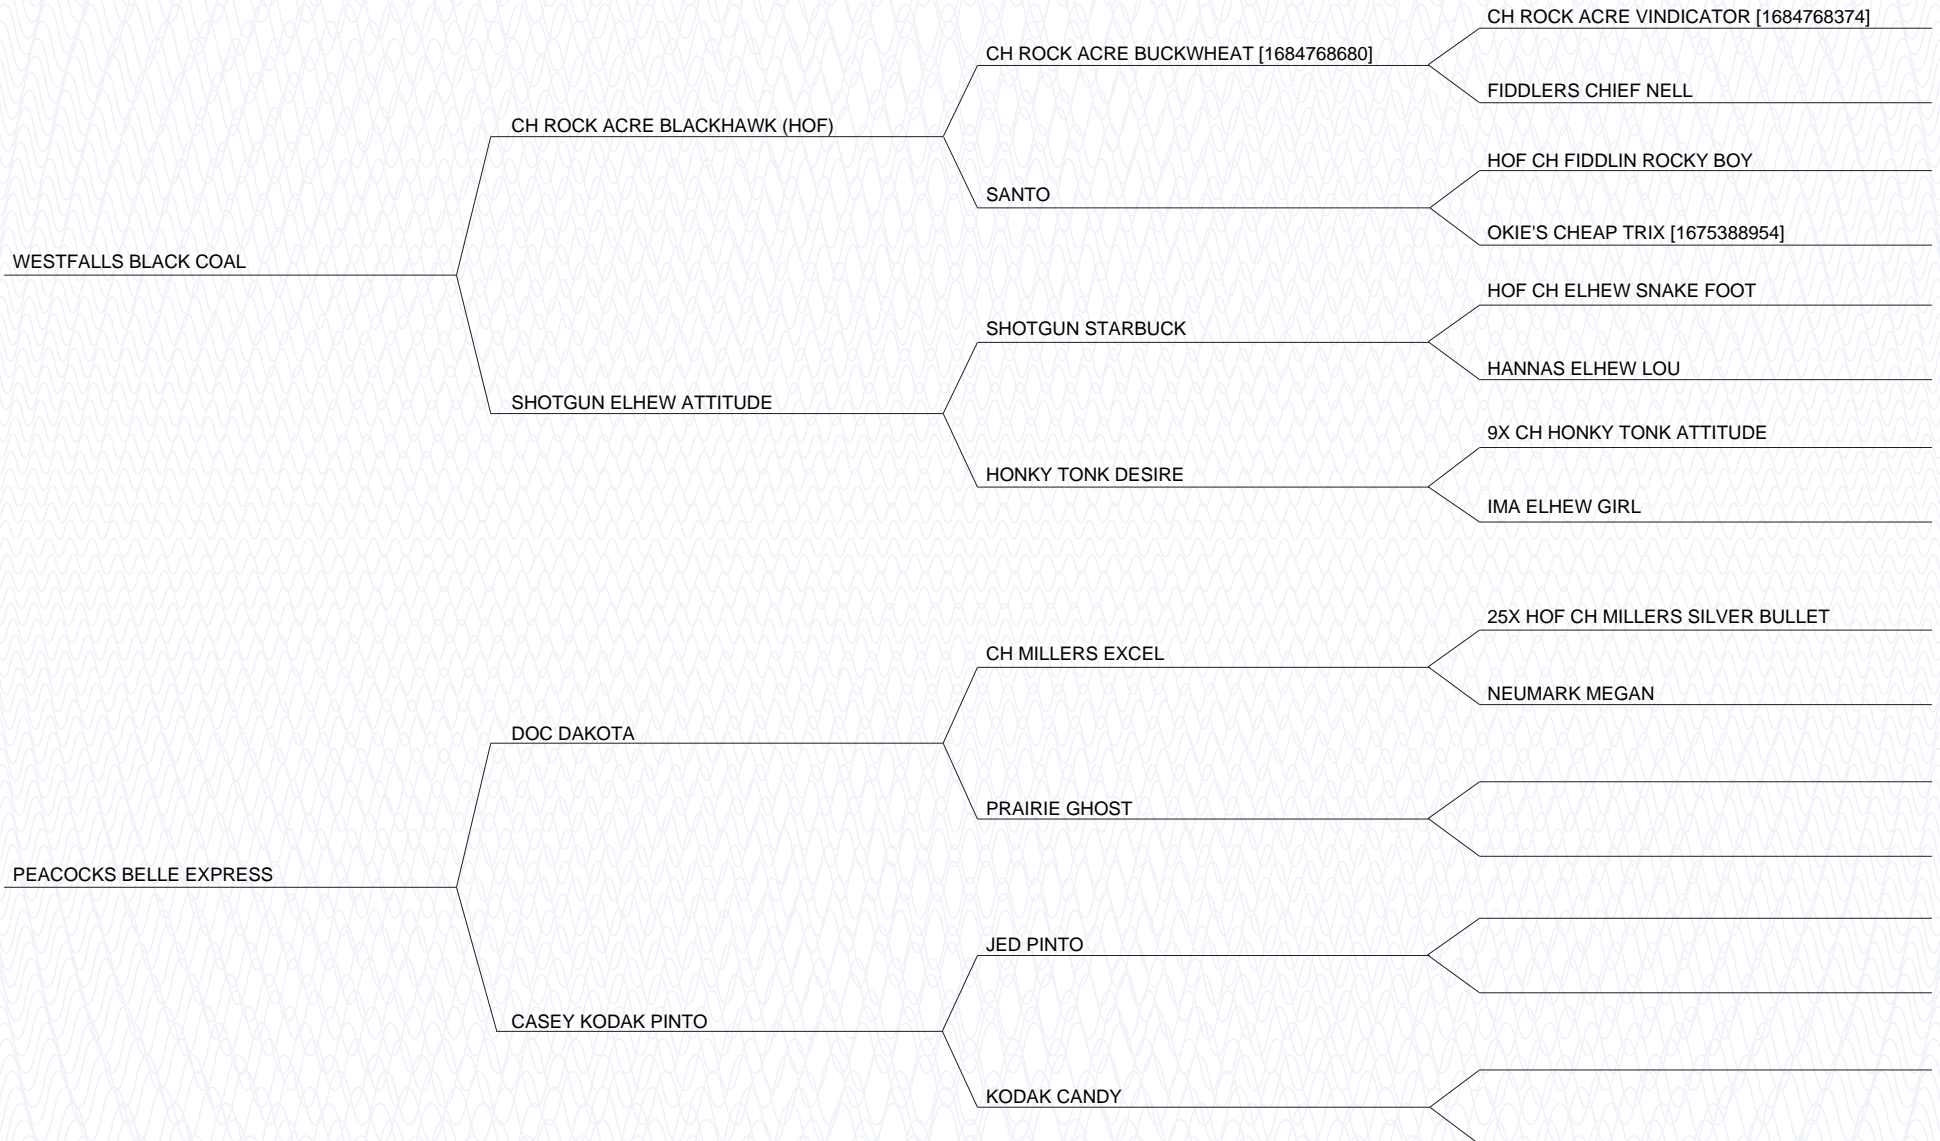 CH ROCK ACRE VINDICATOR [1684768374]
CH ROCK ACRE BUCKWHEAT [1684768680]
FIDDLERS CHIEF NELL
CH ROCK ACRE BLACKHAWK (HOF)
HOF CH FIDDLIN ROCKY BOY
SANTO
OKIE'S CHEAP TRIX [1675388954]
WESTFALLS BLACK COAL
HOF CH ELHEW SNAKE FOOT
SHOTGUN STARBUCK
HANNAS ELHEW LOU
SHOTGUN ELHEW ATTITUDE
9X CH HONKY TONK ATTITUDE
HONKY TONK DESIRE
IMA ELHEW GIRL
25X HOF CH MILLERS SILVER BULLET
CH MILLERS EXCEL
NEUMARK MEGAN
DOC DAKOTA
PRAIRIE GHOST
PEACOCKS BELLE EXPRESS
JED PINTO
CASEY KODAK PINTO
KODAK CANDY